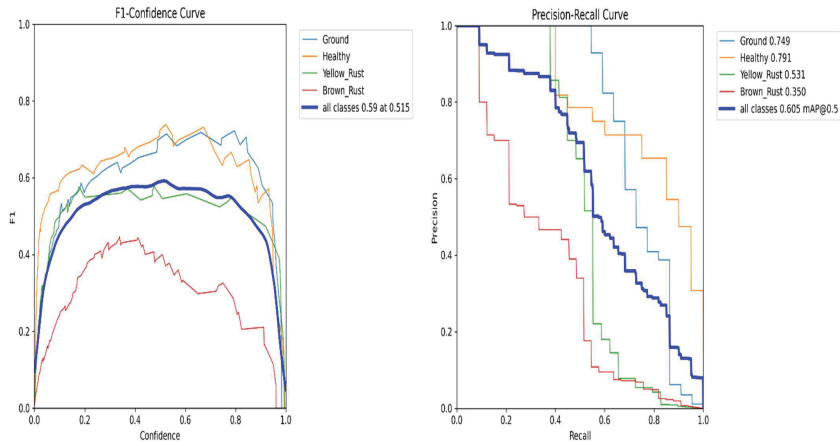 F1-Confidence Curve
1.0
0.8
0.6
0.4
0.2
0.0
F1
0.0 0.2 0.4 0.6 0.8 1.0
Confidence
Ground
Healthy
Yellow_Rust
Brown_Rust
all classes 0.59 at 0.515
Precision-Recall Curve
1.0
0.8
0.6
0.4
0.2
0.0
Precision
0.0 0.2 0.4 0.6 0.8 1.0
Recall
Ground 0.749
Healthy 0.791
Yellow_Rust 0.531
Brown_Rust 0.350
all classes 0.605 mAP@0.5